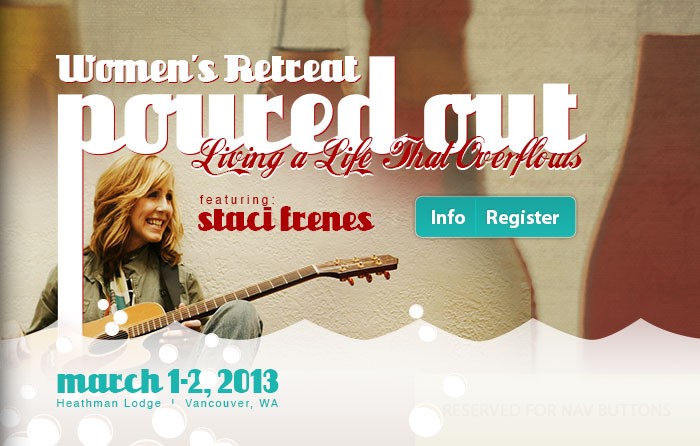 Women's Retreat
poured out
Living a Life That Overflows
featuring:
staci frenes
Info Register
march 1-2, 2013
Heathman Lodge | Vancouver, WA
RESERVED FOR NAV BUTTONS